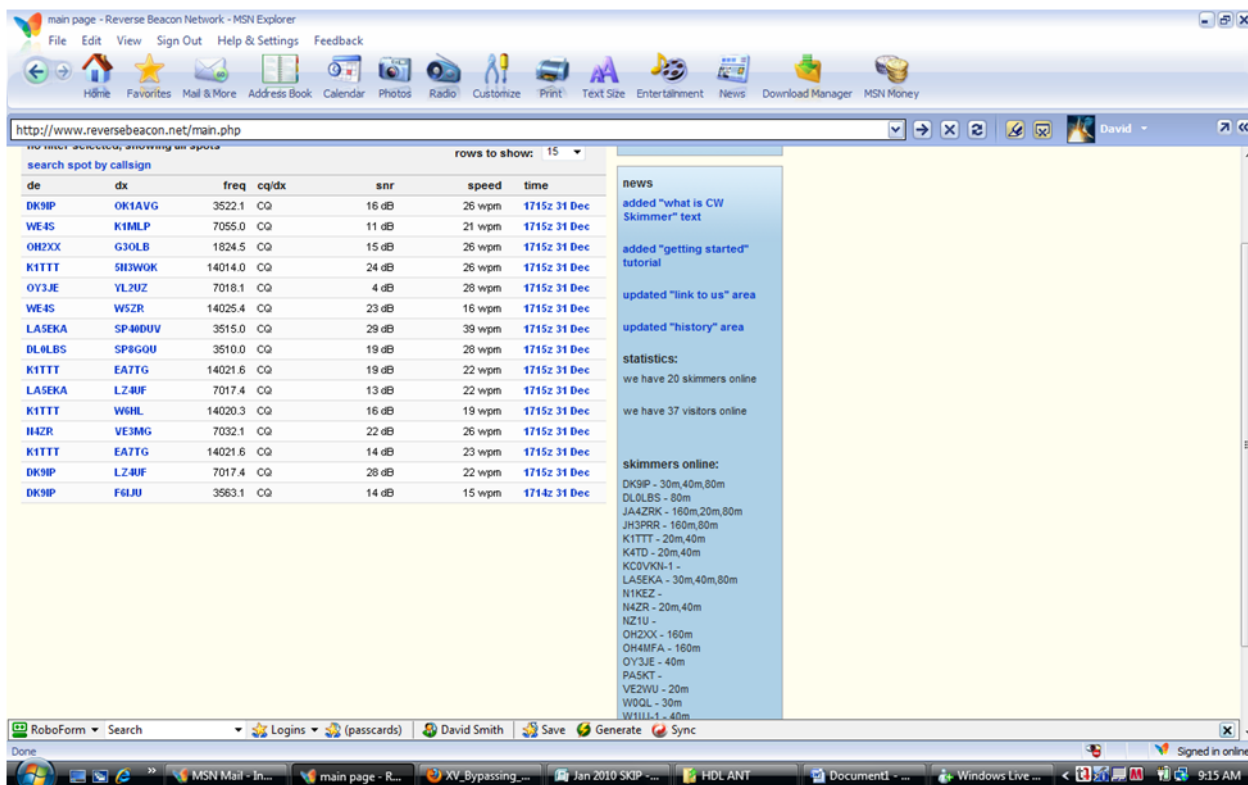 main page - Reverse Beacon Network - MSN Explorer
File Edit View Sign Out Help & Settings Feedback
Home Favorites Mail & More Address Book Calendar Photos Radio Customize Print Text Size Entertainment News Download Manager MSN Money
http://www.reversebeacon.net/main.php
David
no filter selected, showing all spots
rows to show: 15
search spot by callsign
de dx freq cq/dx snr speed time
DK9IP OK1AVG 3522.1 CQ 16 dB 26 wpm 1715z 31 Dec
WE4S K1MLP 7055.0 CQ 11 dB 21 wpm 1715z 31 Dec
OH2XX G3OLB 1824.5 CQ 15 dB 26 wpm 1715z 31 Dec
K1TTT 5N3WQK 14014.0 CQ 24 dB 26 wpm 1715z 31 Dec
OY3JE YL2UZ 7018.1 CQ 4 dB 28 wpm 1715z 31 Dec
WE4S W5ZR 14025.4 CQ 23 dB 16 wpm 1715z 31 Dec
LA5EKA SP40DUV 3515.0 CQ 29 dB 39 wpm 1715z 31 Dec
DL0LBS SP8GQU 3510.0 CQ 19 dB 28 wpm 1715z 31 Dec
K1TTT EA7TG 14021.6 CQ 19 dB 22 wpm 1715z 31 Dec
LA5EKA LZ4UF 7017.4 CQ 13 dB 22 wpm 1715z 31 Dec
K1TTT W6HL 14020.3 CQ 16 dB 19 wpm 1715z 31 Dec
N4ZR VE3MG 7032.1 CQ 22 dB 26 wpm 1715z 31 Dec
K1TTT EA7TG 14021.6 CQ 14 dB 23 wpm 1715z 31 Dec
DK9IP LZ4UF 7017.4 CQ 28 dB 22 wpm 1715z 31 Dec
DK9IP F6IJU 3563.1 CQ 14 dB 15 wpm 1714z 31 Dec
news
added "what is CW
Skimmer" text
added "getting started"
tutorial
updated "link to us" area
updated "history" area
statistics:
we have 20 skimmers online
we have 37 visitors online
skimmers online:
DK9IP - 30m,40m,80m
DL0LBS - 80m
JA4ZRK - 160m,20m,80m
JH3PRR - 160m,80m
K1TTT - 20m,40m
K4TD - 20m,40m
KC0VKN-1 -
LA5EKA - 30m,40m,80m
N1KEZ -
N4ZR - 20m,40m
NZ1U -
OH2XX - 160m
OH4MFA - 160m
OY3JE - 40m
PA5KT -
VE2WU - 20m
W0QL - 30m
W1UJ-1 - 40m
RoboForm Search Logins (passcards) David Smith Save Generate Sync
Done
Signed in online
MSN Mail - In... main page - R... XV_Bypassing_... Jan 2010 SKIP -... HDL ANT Document1 - ... Windows Live ... 9:15 AM